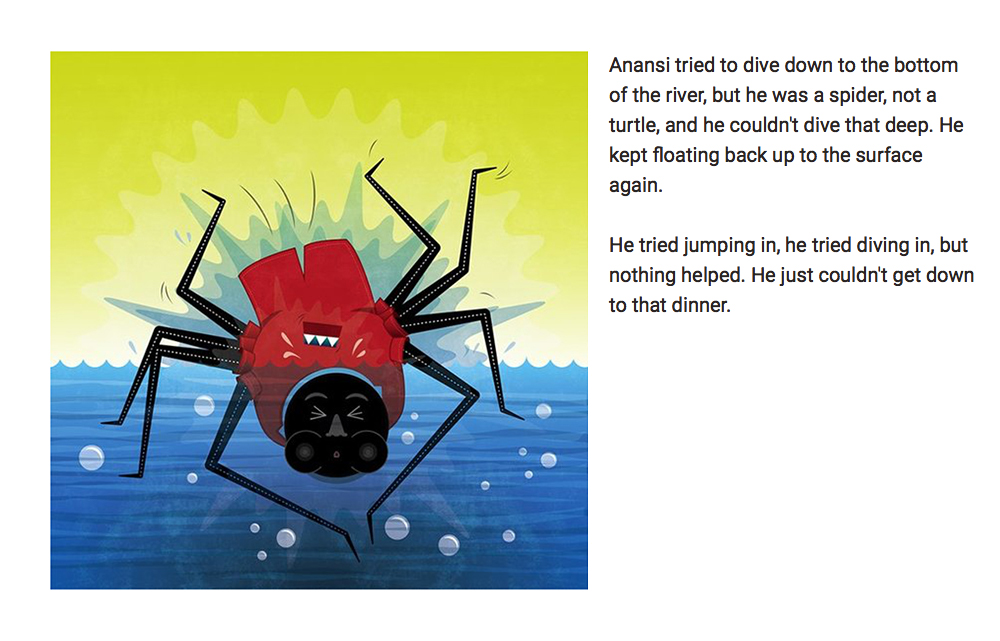 Anansi tried to dive down to the bottom
of the river, but he was a spider, not a
turtle, and he couldn't dive that deep. He
kept floating back up to the surface
again.
He tried jumping in, he tried diving in, but
nothing helped. He just couldn't get down
to that dinner.